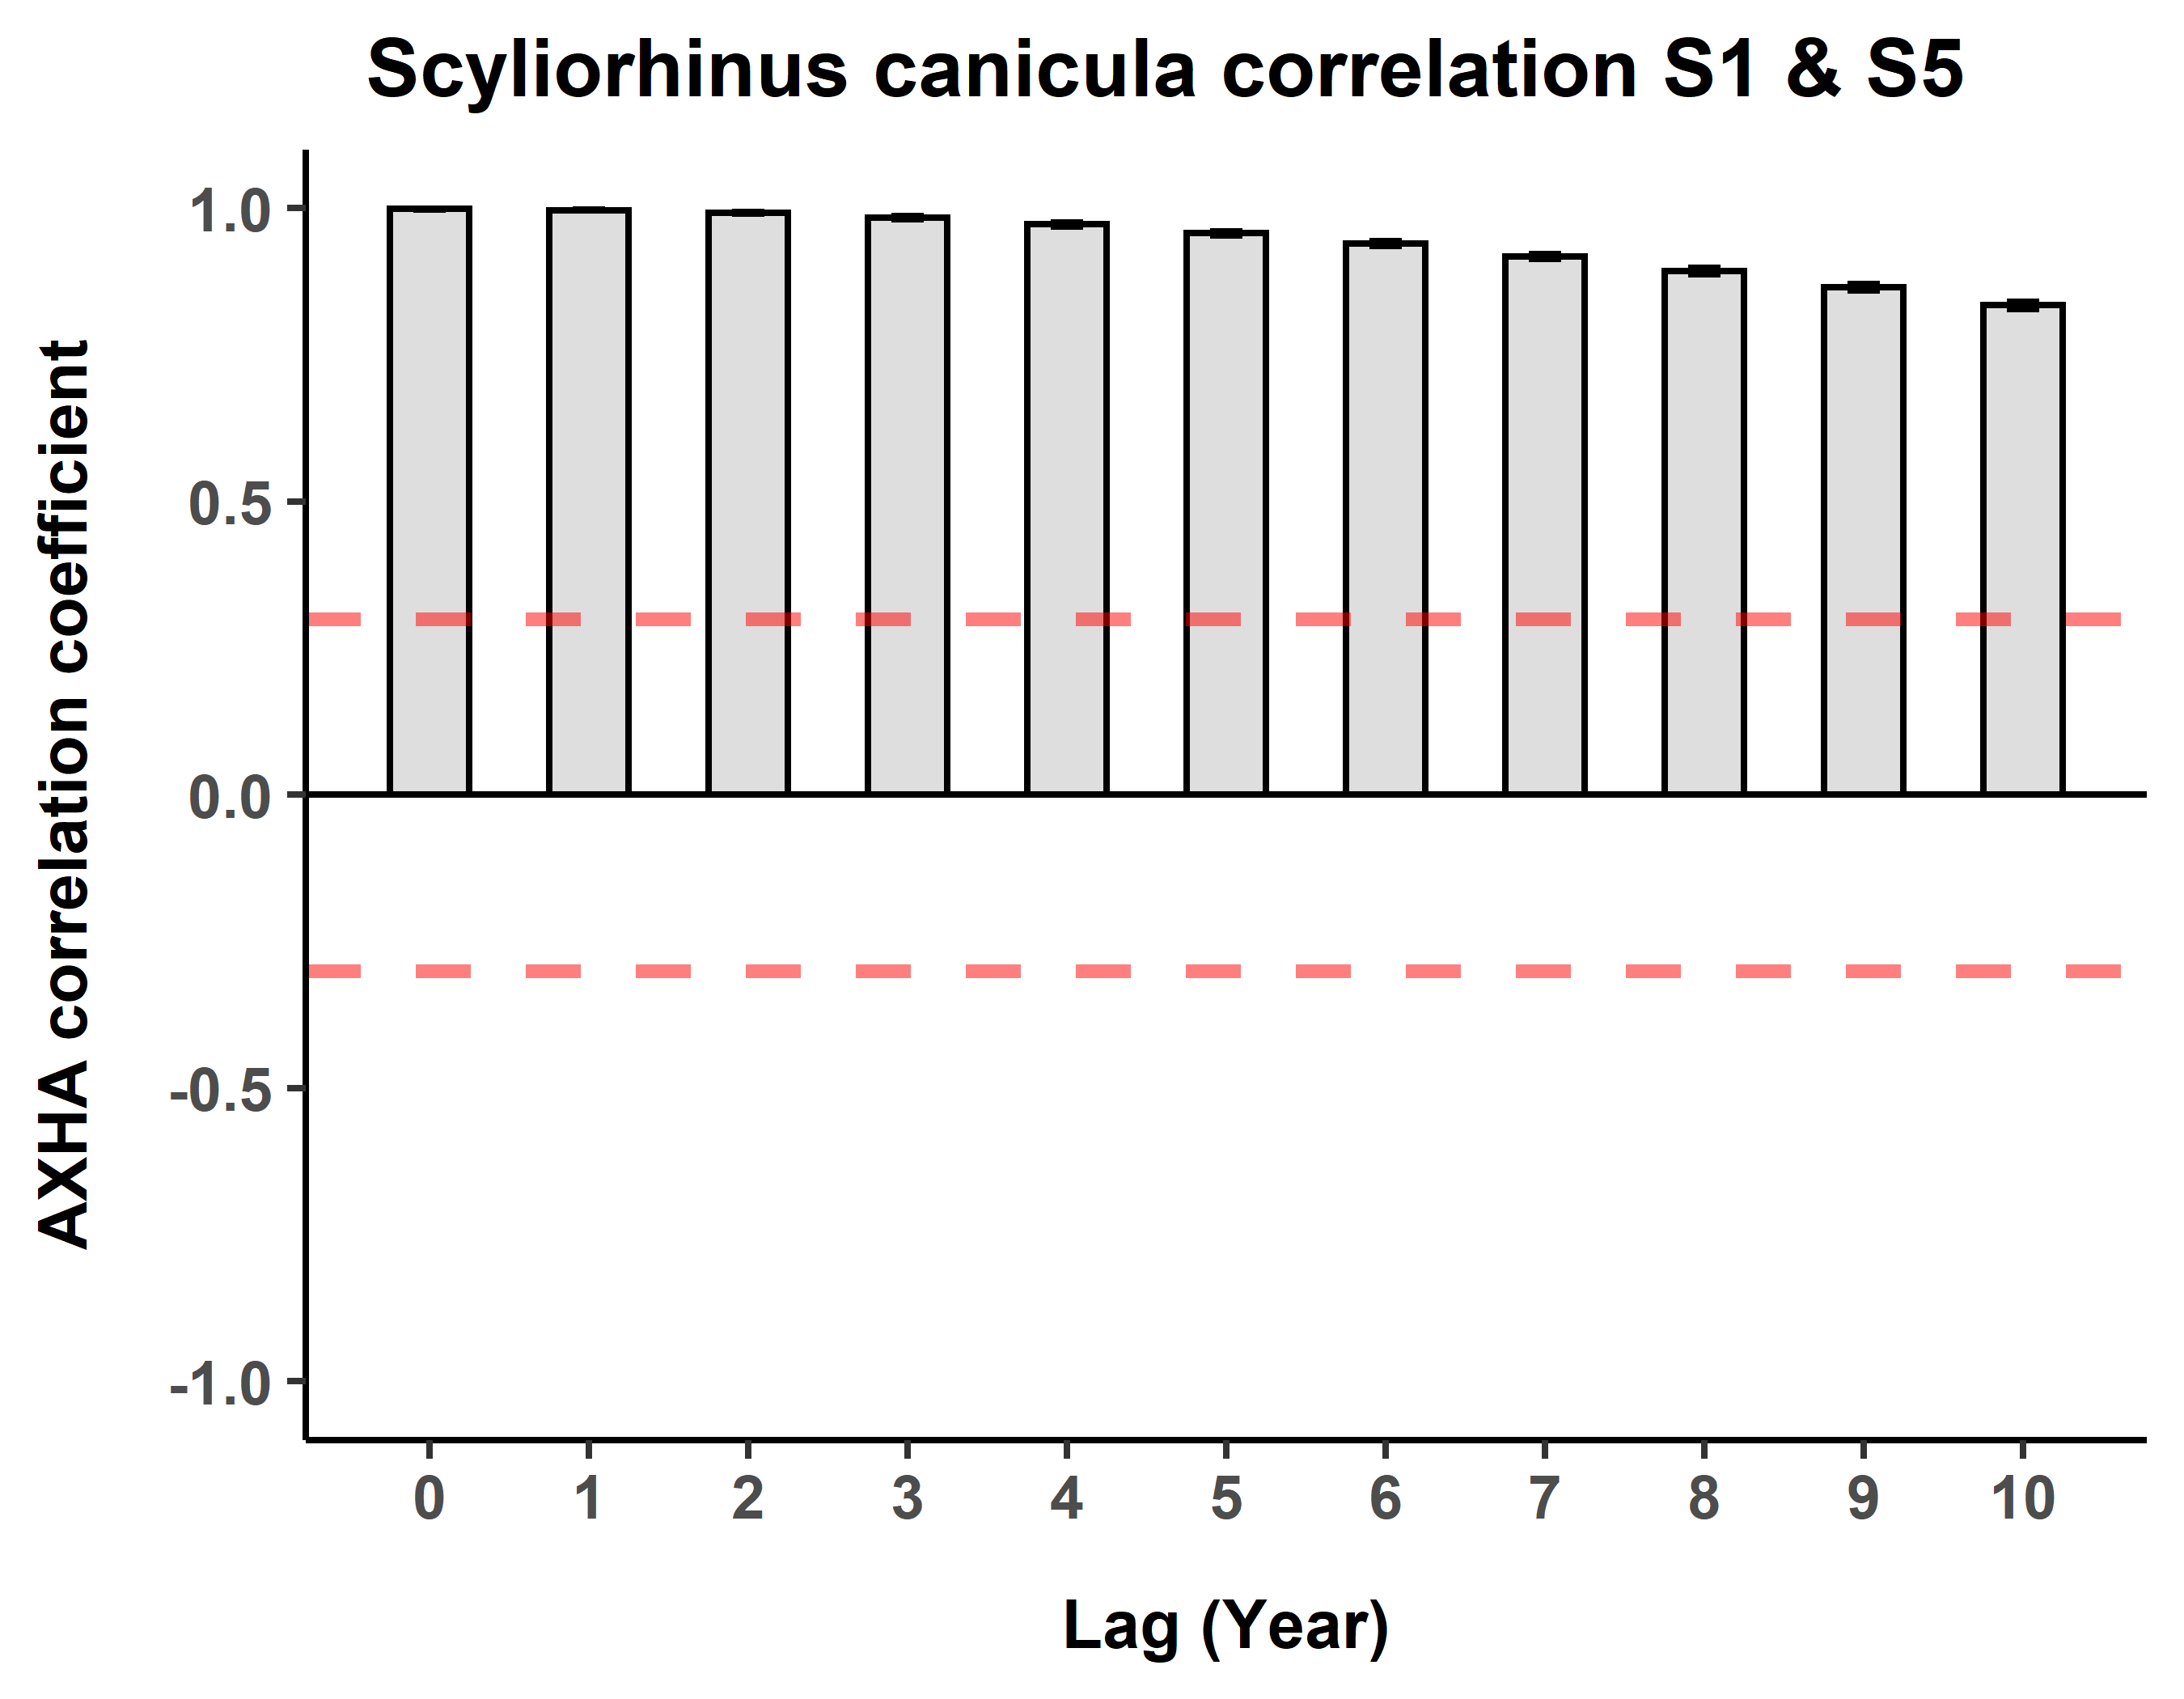 Scyliorhinus canicula correlation S1 & S5
AXHA correlation coefficient
1.0
0.5
0.0
-0.5
-1.0
0 1 2 3 4 5 6 7 8 9 10
Lag (Year)